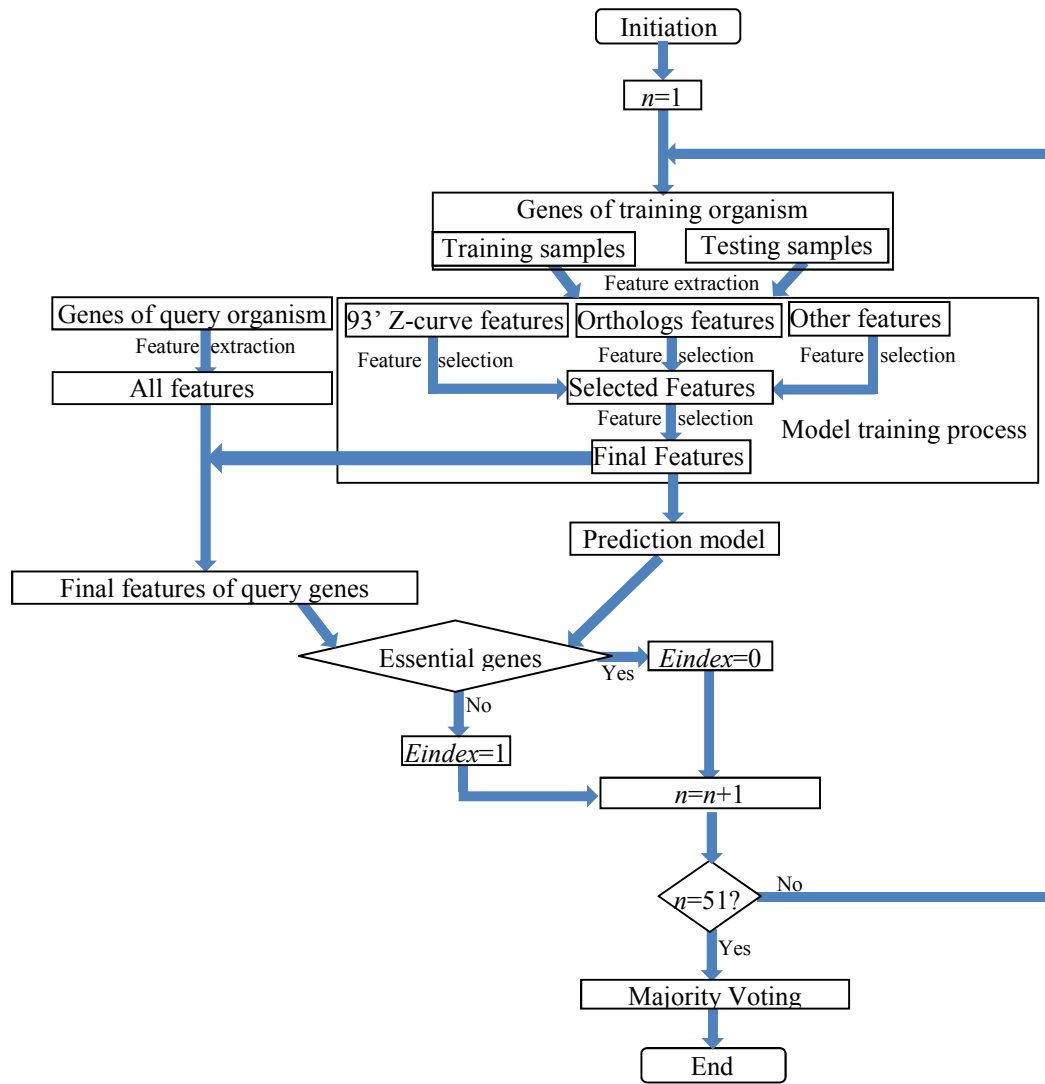 Initiation
n=1
Genes of training organism
Training samples
Testing samples
Feature extraction
Genes of query organism
93’ Z-curve features
Orthologs features
Other features
Feature extraction
Feature selection
Feature selection
Feature selection
All features
Selected Features
Feature selection
Model training process
Final Features
Prediction model
Final features of query genes
Essential genes
Yes
Eindex=0
No
Eindex=1
n=n+1
n=51?
No
Yes
Majority Voting
End